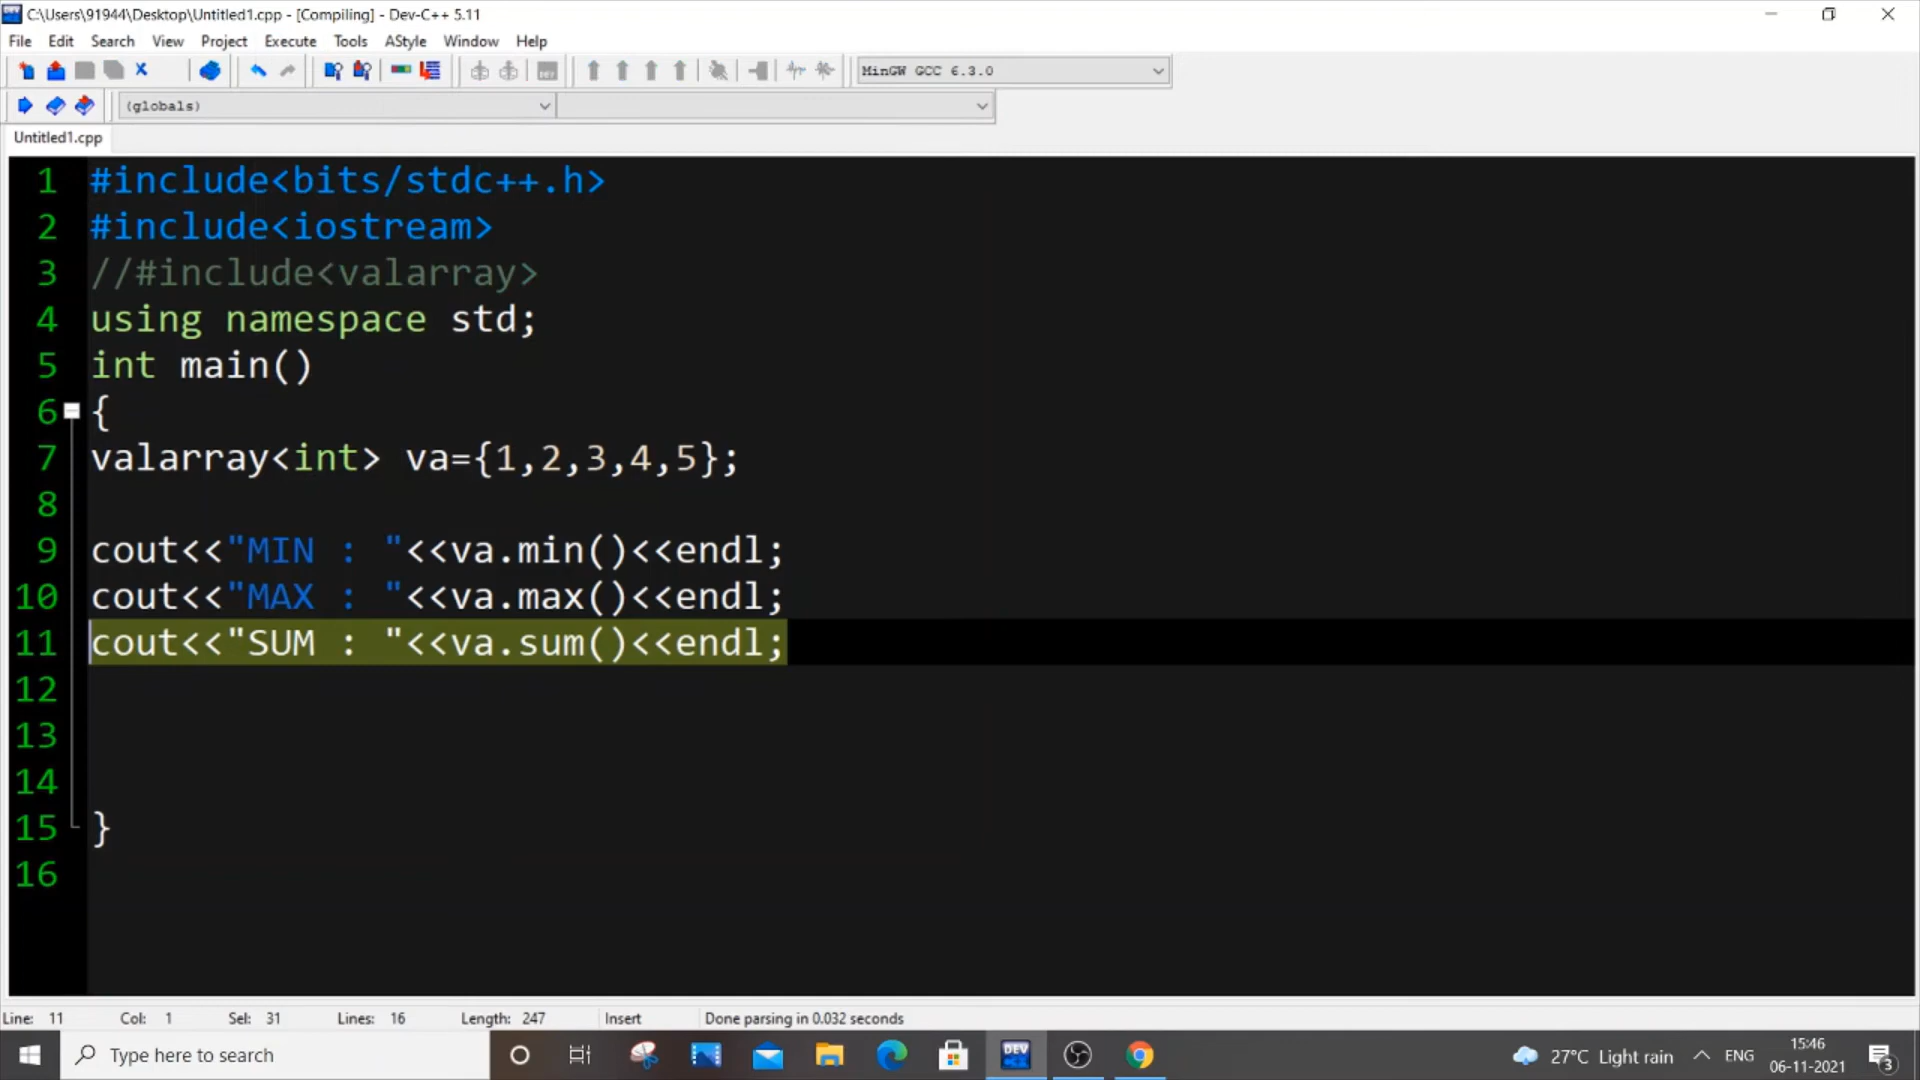 C:\Users\91944\Desktop\Untitled1.cpp - [Compiling] - Dev-C++ 5.11
File Edit Search View Project Execute Tools AStyle Window Help
MinGW GCC 6.3.0
(globals)
Untitled1.cpp
1 #include<bits/stdc++.h>
2 #include<iostream>
3 //#include<valarray>
4 using namespace std;
5 int main()
6 {
7 valarray<int> va={1,2,3,4,5};
8
9 cout<<"MIN : "<<va.min()<<endl;
10 cout<<"MAX : "<<va.max()<<endl;
11 cout<<"SUM : "<<va.sum()<<endl;
12
13
14
15 }
16
Line: 11 Col: 1 Sel: 31 Lines: 16 Length: 247 Insert Done parsing in 0.032 seconds
Type here to search DEV 27°C Light rain ENG 15:46
06-11-2021 3